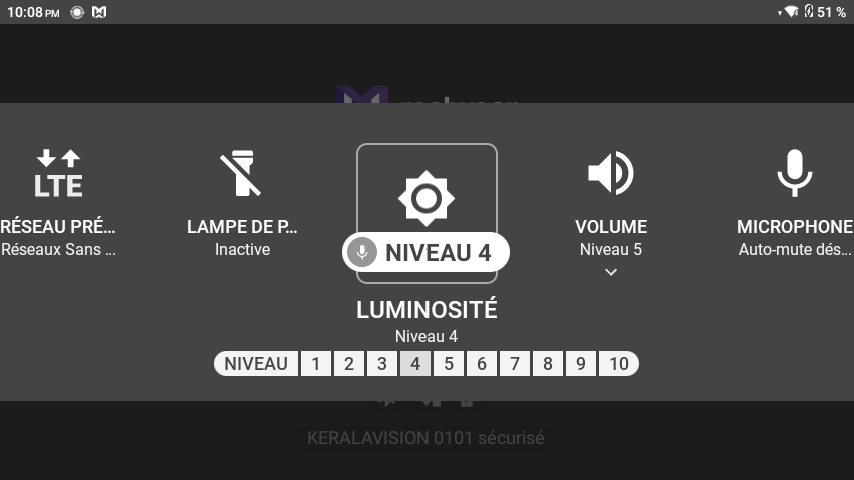 10:08 PM
51 %
LTE
RÉSEAU PRÉ...
Réseaux Sans ...
LAMPE DE P...
Inactive
NIVEAU 4
LUMINOSITÉ
Niveau 4
VOLUME
Niveau 5
MICROPHONE
Auto-mute dés...
NIVEAU 1 2 3 4 5 6 7 8 9 10
KERALAVISION 0101 sécurisé